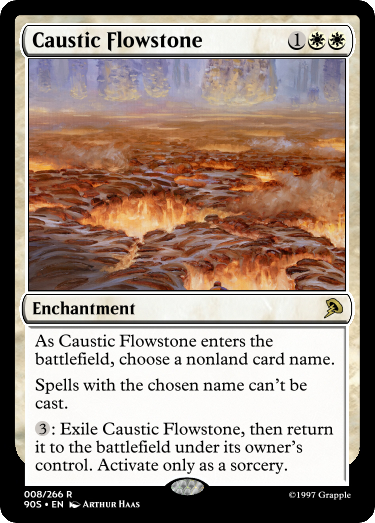 Caustic Flowstone 1
Enchantment
As Caustic Flowstone enters the
battlefield, choose a nonland card name.
Spells with the chosen name can't be
cast.
3: Exile Caustic Flowstone, then return
it to the battlefield under its owner's
control. Activate only as a sorcery.
008/266 R
90S • EN Arthur Haas
©1997 Grapple